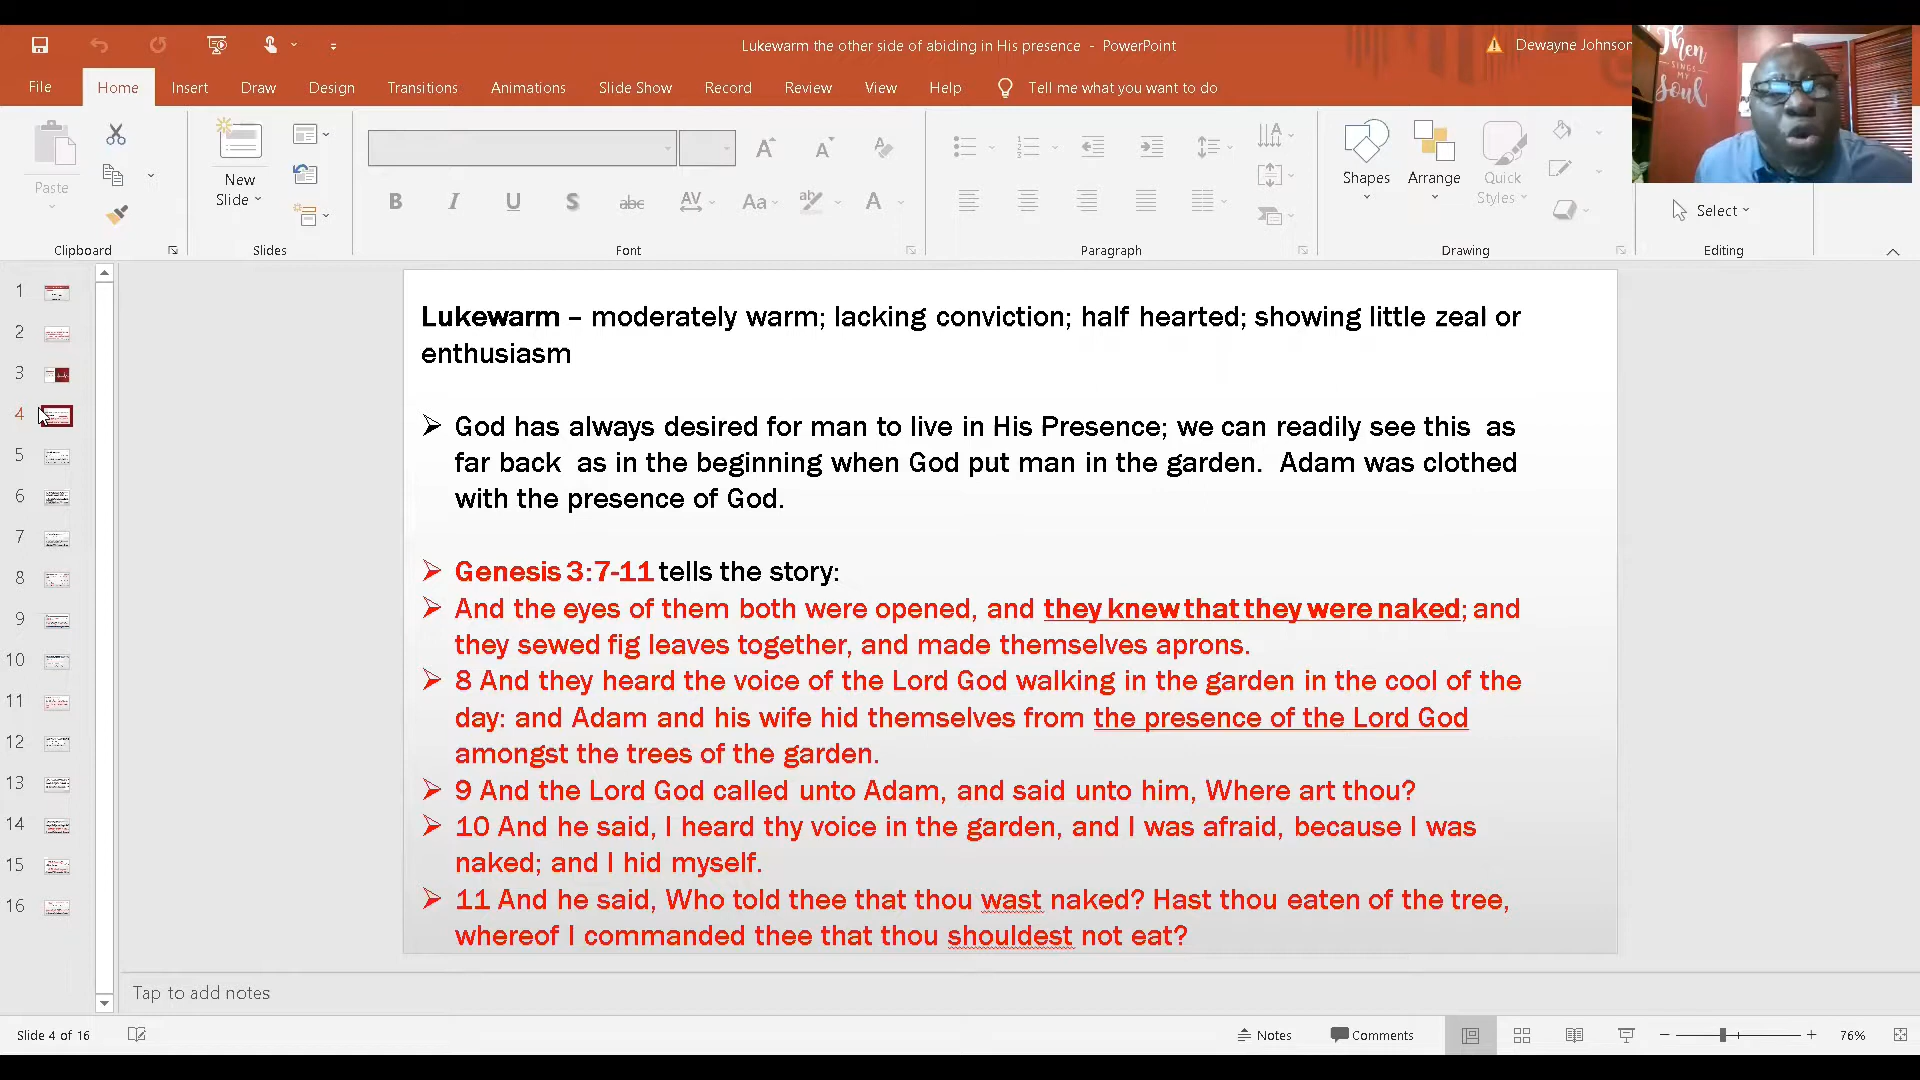 Lukewarm the other side of abiding in His presence - PowerPoint
Dewayne Johnson
Then
SINGS
MY
Soul
File
Home
Insert
Draw
Design
Transitions
Animations
Slide Show
Record
Review
View
Help
Tell me what you want to do
Paste
New
Slide
B
I
U
S
abc
AV
Aa
A
Shapes
Arrange
Quick
Styles
Select
Clipboard
Slides
Font
Paragraph
Drawing
Editing
1
2
3
4
5
6
7
8
9
10
11
12
13
14
15
16
Lukewarm – moderately warm; lacking conviction; half hearted; showing little zeal or
enthusiasm
God has always desired for man to live in His Presence; we can readily see this as
far back as in the beginning when God put man in the garden. Adam was clothed
with the presence of God.
Genesis 3:7-11 tells the story:
And the eyes of them both were opened, and they knew that they were naked; and
they sewed fig leaves together, and made themselves aprons.
8 And they heard the voice of the Lord God walking in the garden in the cool of the
day: and Adam and his wife hid themselves from the presence of the Lord God
amongst the trees of the garden.
9 And the Lord God called unto Adam, and said unto him, Where art thou?
10 And he said, I heard thy voice in the garden, and I was afraid, because I was
naked; and I hid myself.
11 And he said, Who told thee that thou wast naked? Hast thou eaten of the tree,
whereof I commanded thee that thou shouldest not eat?
Tap to add notes
Slide 4 of 16
Notes
Comments
76%